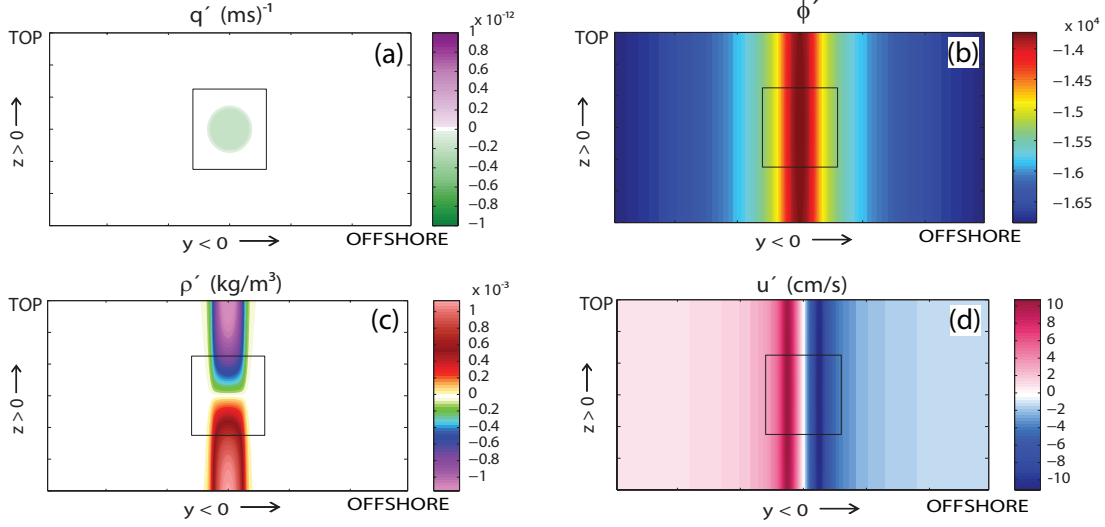 q´ (ms)⁻¹
x 10⁻¹²
TOP
(a)
1
0.8
0.6
0.4
0.2
0
−0.2
−0.4
−0.6
−0.8
−1
z > 0
y < 0
OFFSHORE
ϕ´
x 10⁴
TOP
(b)
−1.4
−1.45
−1.5
−1.55
−1.6
−1.65
z > 0
y < 0
OFFSHORE
ρ´ (kg/m³)
x 10⁻³
TOP
(c)
1
0.8
0.6
0.4
0.2
0
−0.2
−0.4
−0.6
−0.8
−1
z > 0
y < 0
OFFSHORE
u´ (cm/s)
TOP
(d)
10
8
6
4
2
0
−2
−4
−6
−8
−10
z > 0
y < 0
OFFSHORE